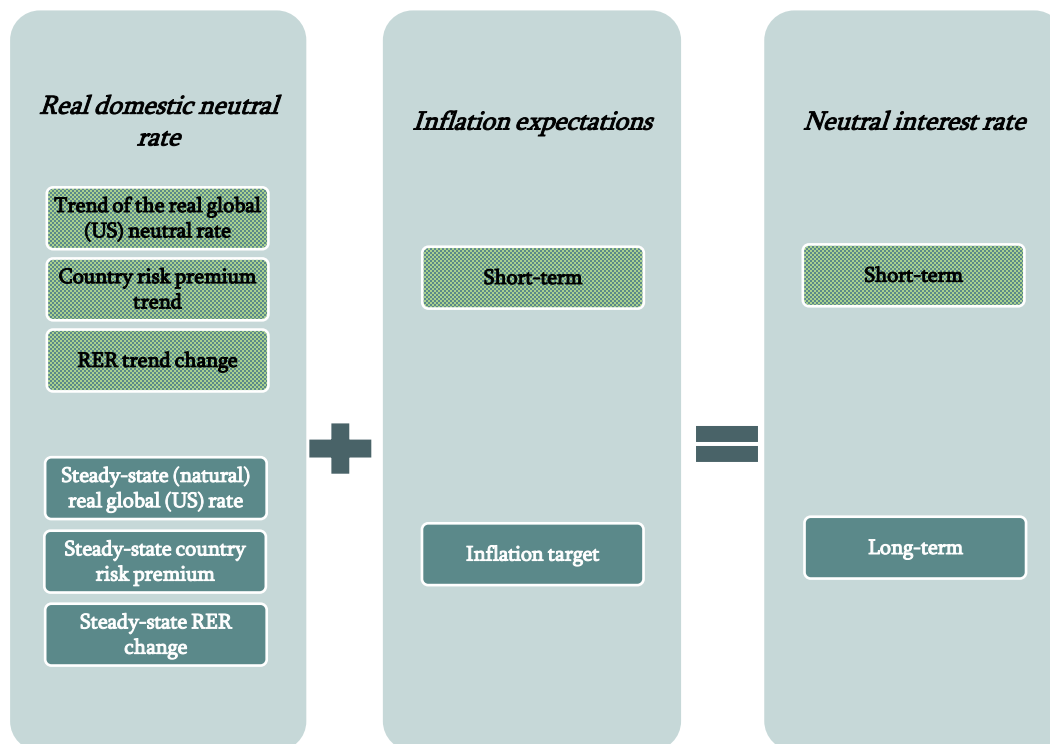 Real domestic neutral
rate
Trend of the real global
(US) neutral rate
Country risk premium
trend
RER trend change
Steady-state (natural)
real global (US) rate
Steady-state country
risk premium
Steady-state RER
change
+
Inflation expectations
Short-term
Inflation target
=
Neutral interest rate
Short-term
Long-term